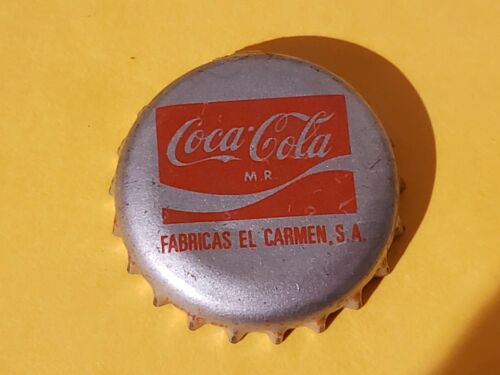 Coca-Cola
M.R.
FABRICAS EL CARMEN, S.A.